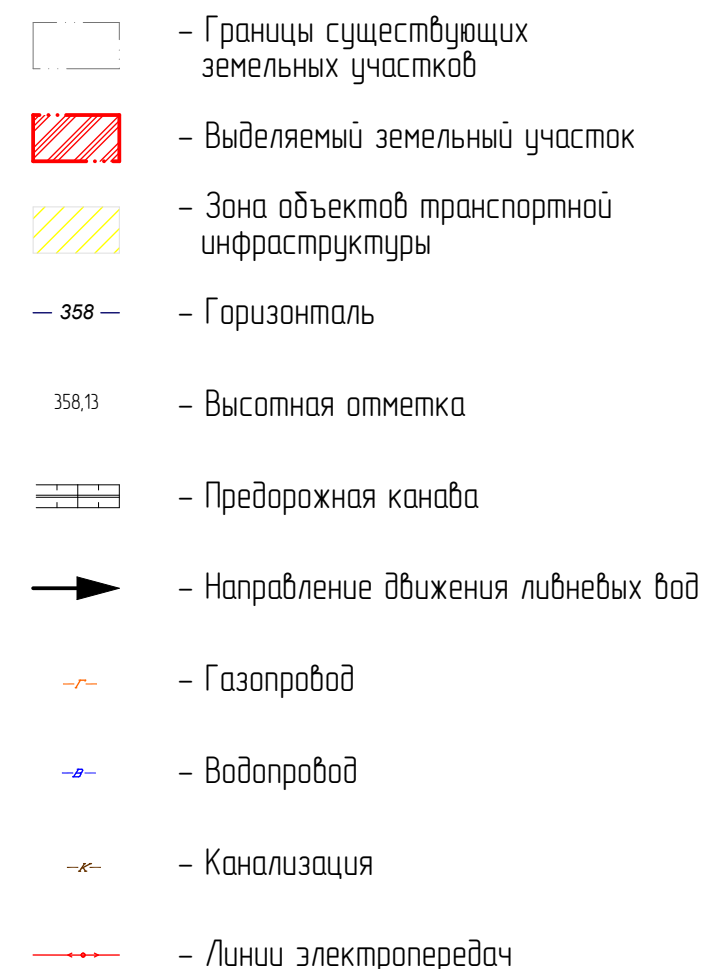 – Границы существующих
земельных участков
– Выделяемый земельный участок
– Зона объектов транспортной
инфраструктуры
— 358 — – Горизонталь
358,13 – Высотная отметка
– Предорожная канава
– Направление движения ливневых вод
—Г— – Газопровод
—В— – Водопровод
—К— – Канализация
– Линии электропередач